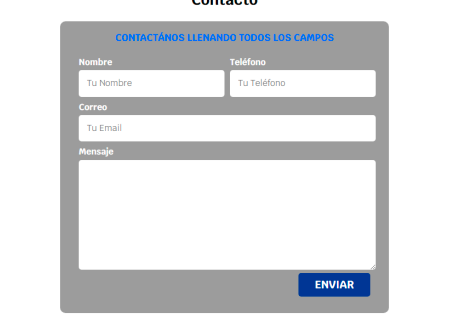 Contacto
CONTACTÁNOS LLENANDO TODOS LOS CAMPOS
Nombre Teléfono
Tu Nombre Tu Teléfono
Correo
Tu Email
Mensaje
ENVIAR